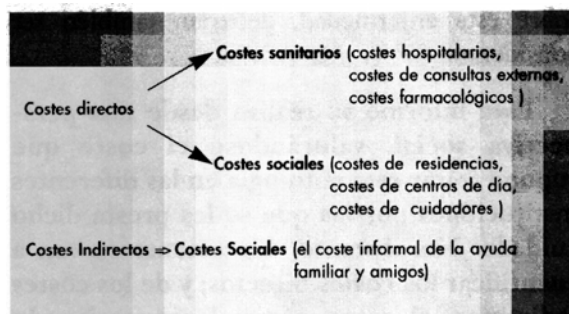 Costes sanitarios (costes hospitalarios,
costes de consultas externas,
costes farmacológicos )
Costes directos
Costes sociales (costes de residencias,
costes de centros de día,
costes de cuidadores )
Costes Indirectos ⇒ Costes Sociales (el coste informal de la ayuda
familiar y amigos)